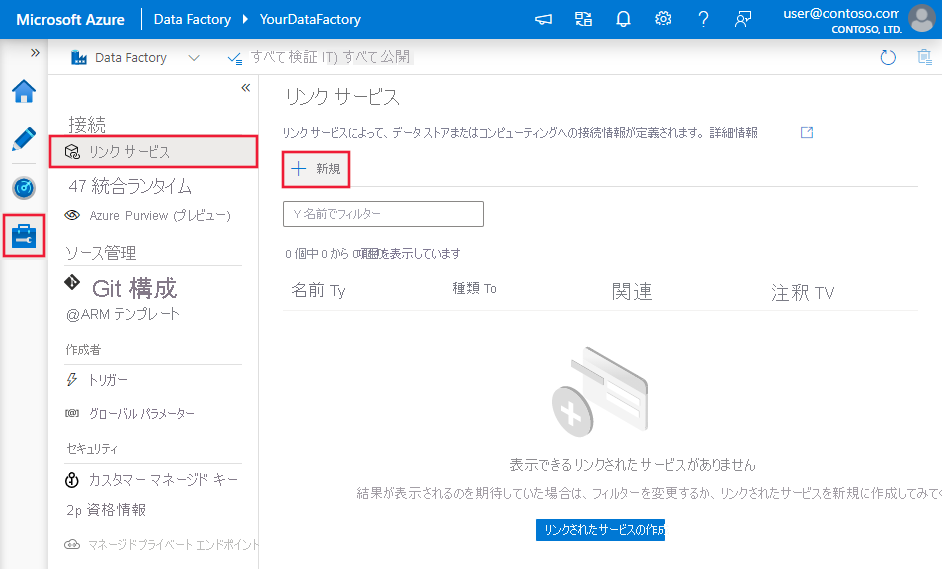 Microsoft Azure
Data Factory
YourDataFactory
user@contoso.com
CONTOSO, LTD.
Data Factory
すべて検証 IT) すべて公開
接続
リンク サービス
47 統合ランタイム
Azure Purview (プレビュー)
ソース管理
Git 構成
@ARM テンプレート
作成者
トリガー
グローバル パラメーター
セキュリティ
カスタマー マネージド キー
2p 資格情報
マネージド プライベート エンドポイント
リンク サービス
リンク サービスによって、データ ストアまたはコンピューティングへの接続情報が定義されます。詳細情報
新規
Y 名前でフィルター
0 個中 0 から 0 を表示しています
名前 Ty
種類 To
関連
注釈 TV
表示できるリンクされたサービスがありません
結果が表示されるのを期待していた場合は、フィルターを変更するか、リンクされたサービスを新規に作成してみてく
リンクされたサービスの作成